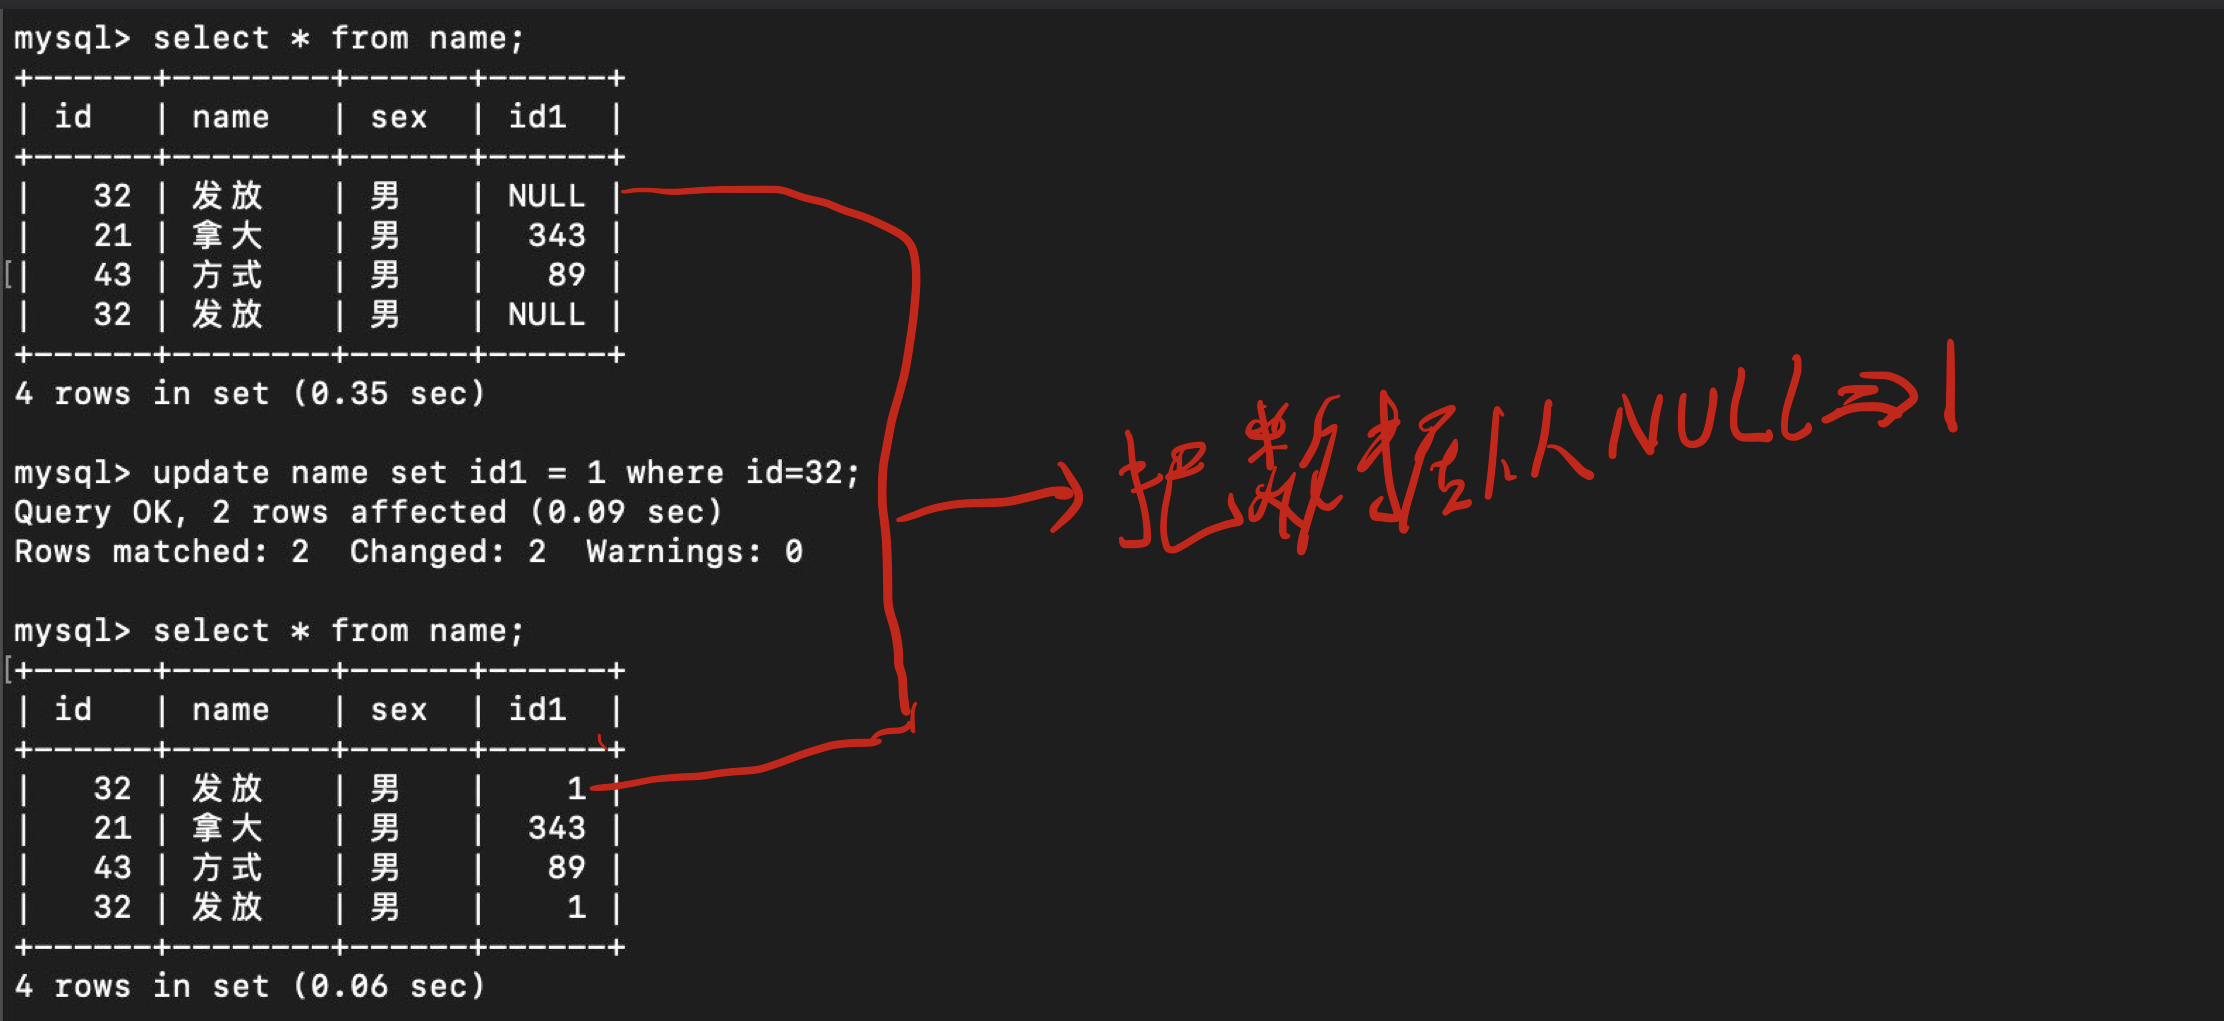 mysql> select * from name;
+------+--------+------+------+
| id   | name   | sex  | id1  |
+------+--------+------+------+
|   32 | 发放   | 男   | NULL |
|   21 | 拿大   | 男   |  343 |
|   43 | 方式   | 男   |   89 |
|   32 | 发放   | 男   | NULL |
+------+--------+------+------+
4 rows in set (0.35 sec)
mysql> update name set id1 = 1 where id=32;
Query OK, 2 rows affected (0.09 sec)
Rows matched: 2  Changed: 2  Warnings: 0
把数据从NULL⇒1
mysql> select * from name;
+------+--------+------+------+
| id   | name   | sex  | id1  |
+------+--------+------+------+
|   32 | 发放   | 男   |    1 |
|   21 | 拿大   | 男   |  343 |
|   43 | 方式   | 男   |   89 |
|   32 | 发放   | 男   |    1 |
+------+--------+------+------+
4 rows in set (0.06 sec)